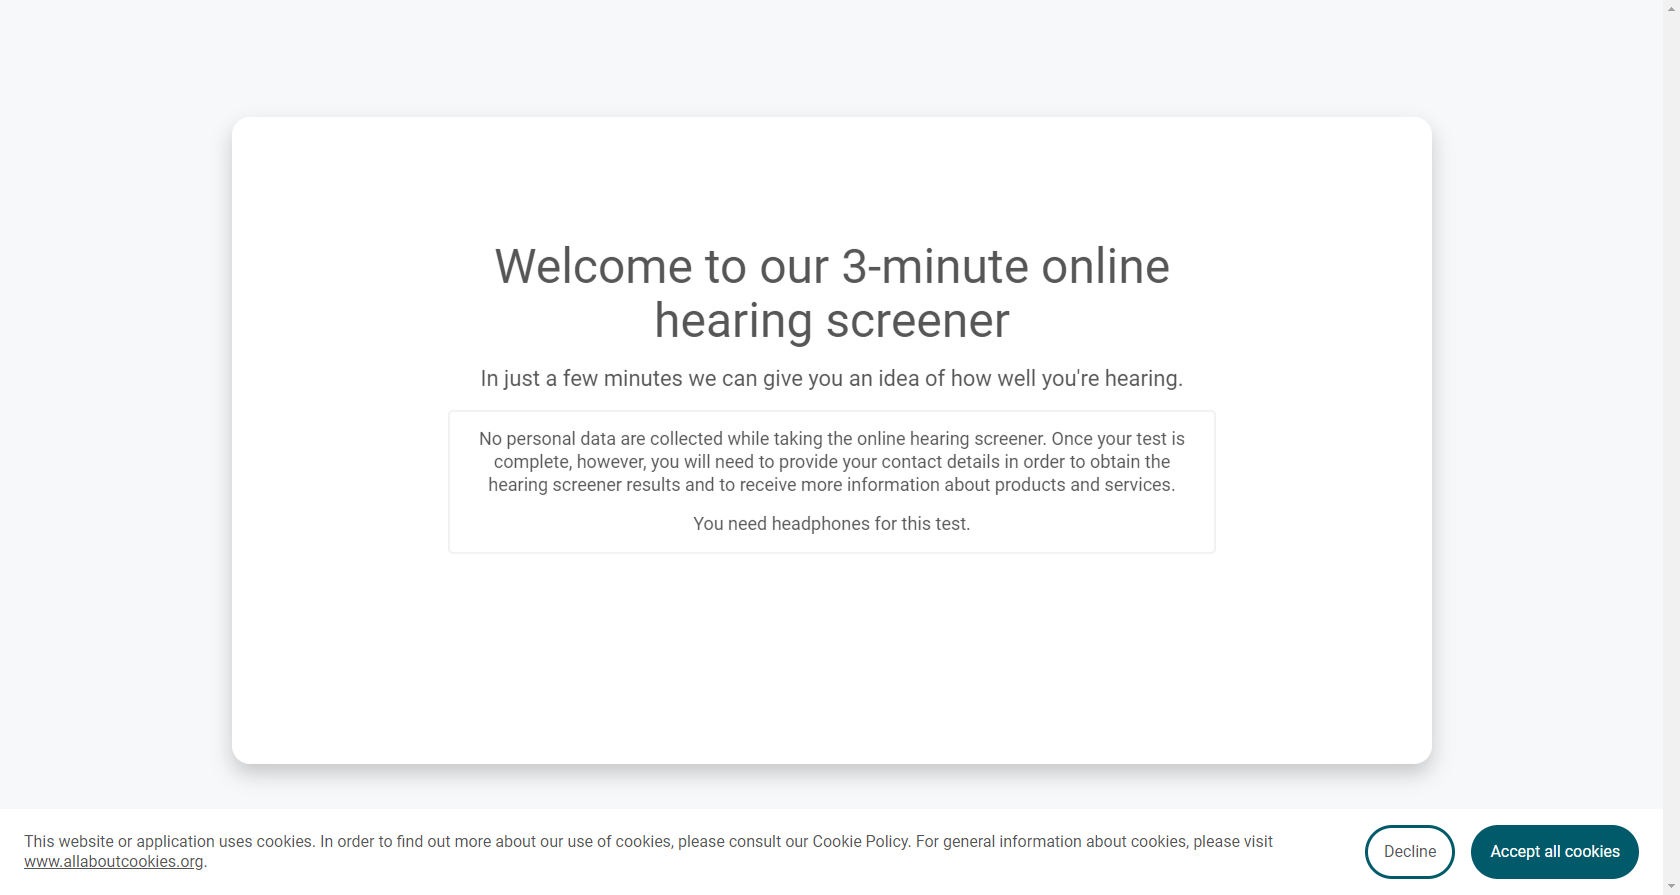 Welcome to our 3-minute online
hearing screener
In just a few minutes we can give you an idea of how well you're hearing.
No personal data are collected while taking the online hearing screener. Once your test is
complete, however, you will need to provide your contact details in order to obtain the
hearing screener results and to receive more information about products and services.
You need headphones for this test.
This website or application uses cookies. In order to find out more about our use of cookies, please consult our Cookie Policy. For general information about cookies, please visit
www.allaboutcookies.org.
Decline
Accept all cookies